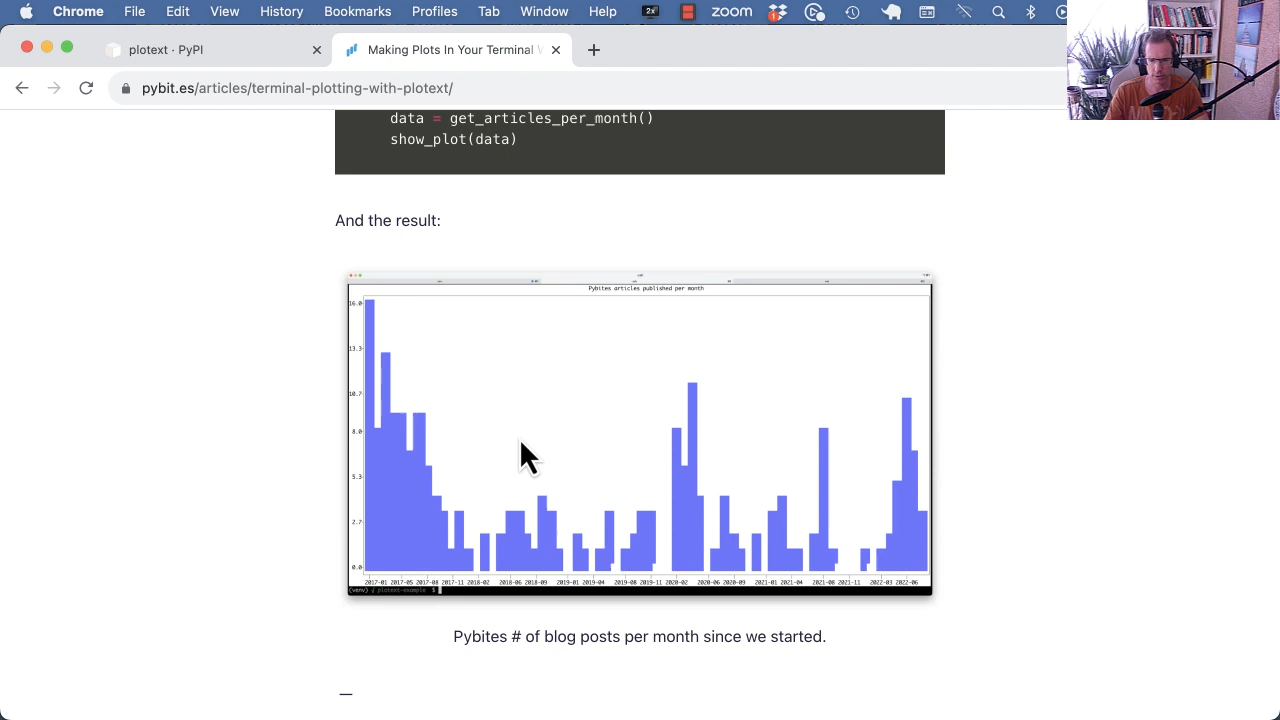 Chrome File Edit View History Bookmarks Profiles Tab Window Help 2x zoom 1
plotext · PyPI
Making Plots In Your Terminal
pybit.es/articles/terminal-plotting-with-plotext/
data = get_articles_per_month()
show_plot(data)
And the result:
Pybites articles published per month
16.0
13.3
10.7
8.0
5.3
2.7
0.0
2017-01 2017-05 2017-08 2017-11 2018-02 2018-06 2018-09 2019-01 2019-04 2019-08 2019-11 2020-02 2020-06 2020-09 2021-01 2021-04 2021-08 2021-11 2022-03 2022-06
(venv) √ plotext-example $
Pybites # of blog posts per month since we started.
—